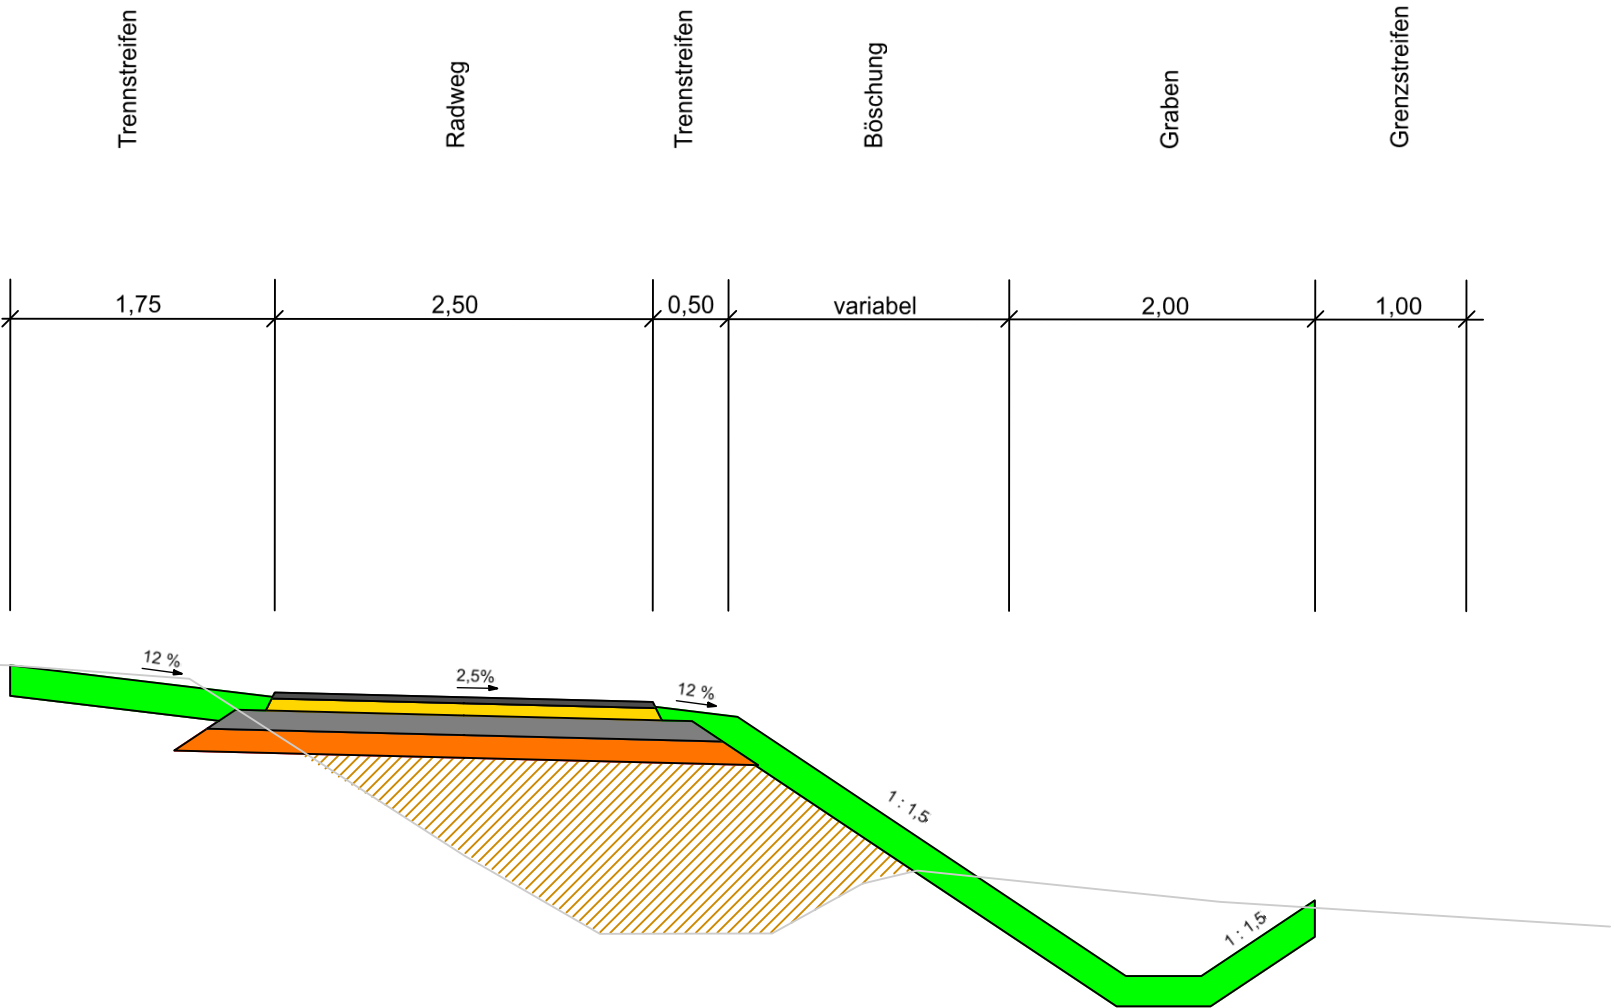 Trennstreifen
Radweg
Trennstreifen
Böschung
Graben
Grenzstreifen
1,75
2,50
0,50
variabel
2,00
1,00
12 %
2,5%
12 %
1 : 1,5
1 : 1,5